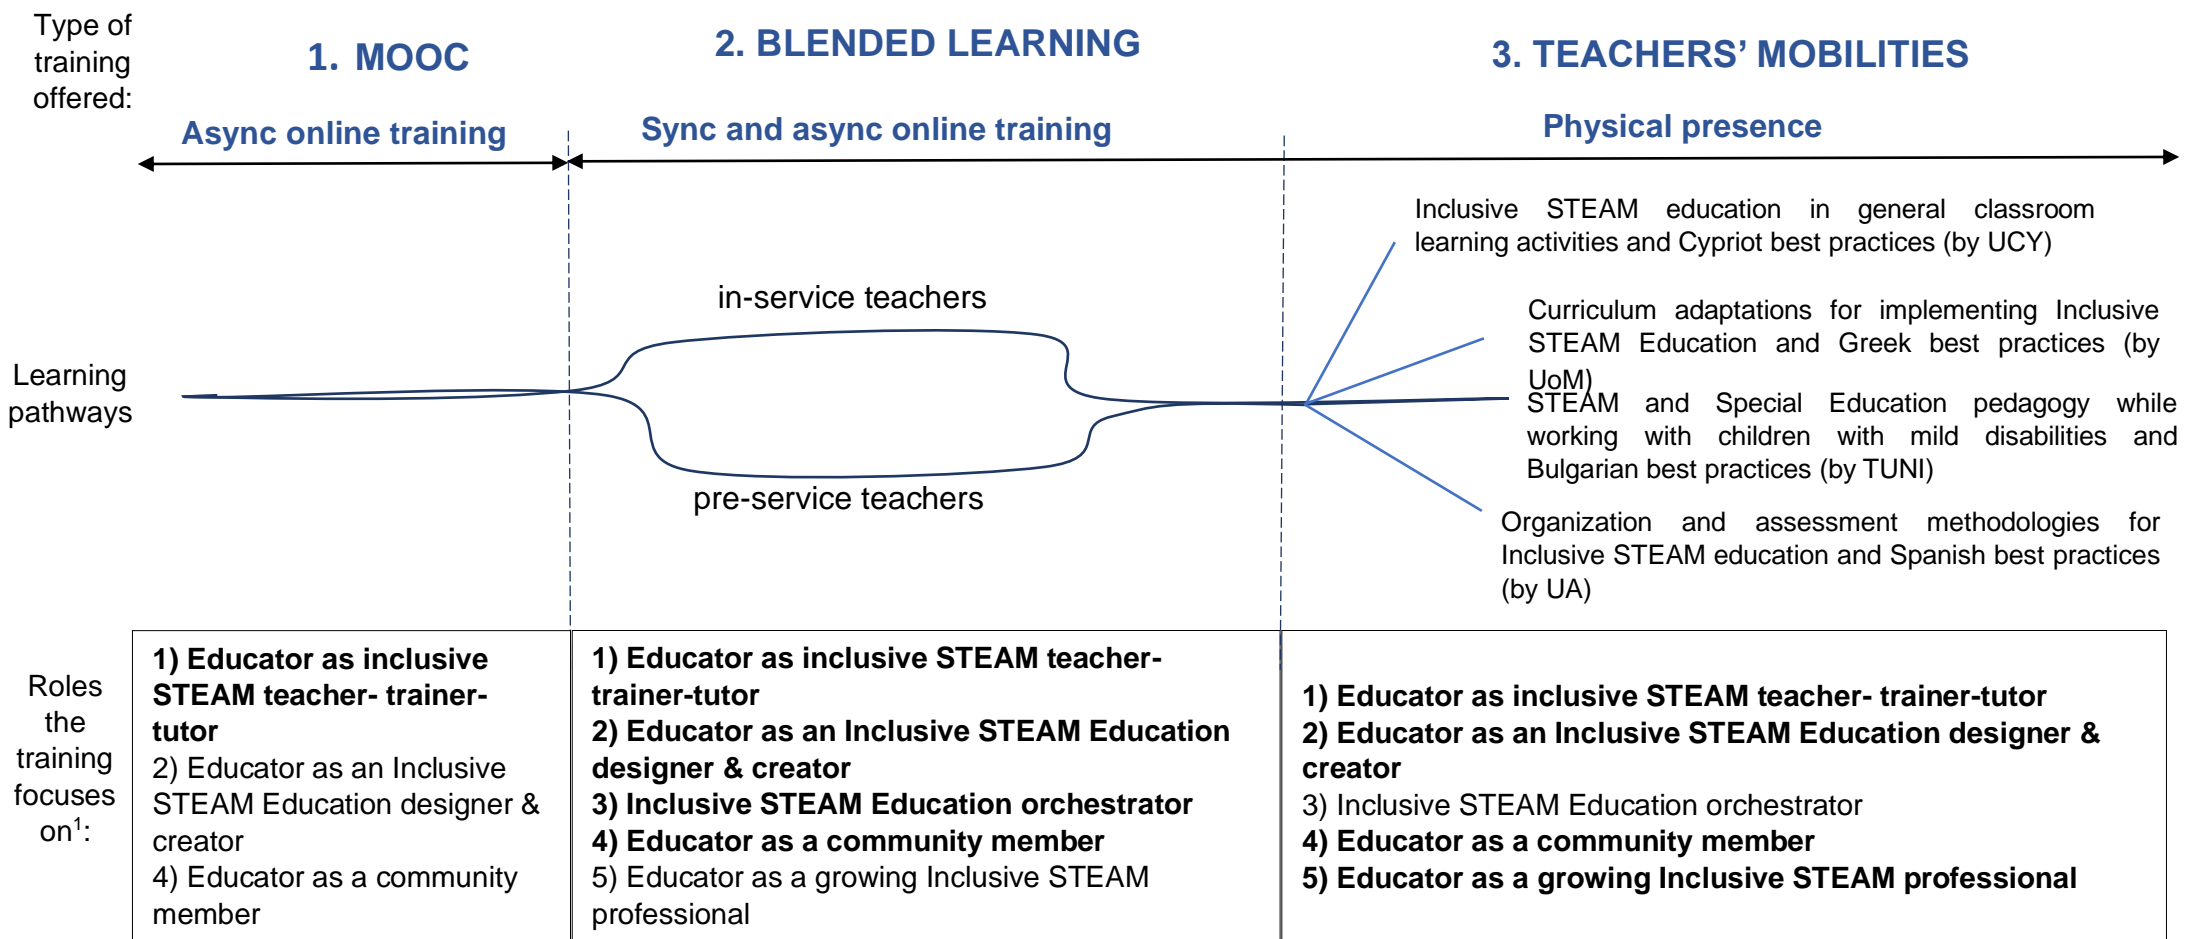 Type of
training
offered:
1. MOOC
2. BLENDED LEARNING
3. TEACHERS’ MOBILITIES
Async online training
Sync and async online training
Physical presence
Learning
pathways
in-service teachers
pre-service teachers
Inclusive STEAM education in general classroom
learning activities and Cypriot best practices (by UCY)
Curriculum adaptations for implementing Inclusive
STEAM Education and Greek best practices (by
UoM)
STEAM and Special Education pedagogy while
working with children with mild disabilities and
Bulgarian best practices (by TUNI)
Organization and assessment methodologies for
Inclusive STEAM education and Spanish best practices
(by UA)
Roles
the
training
focuses
on¹:
1) Educator as inclusive
STEAM teacher- trainer-
tutor
2) Educator as an Inclusive
STEAM Education designer &
creator
4) Educator as a community
member
1) Educator as inclusive STEAM teacher-
trainer-tutor
2) Educator as an Inclusive STEAM Education
designer & creator
3) Inclusive STEAM Education orchestrator
4) Educator as a community member
5) Educator as a growing Inclusive STEAM
professional
1) Educator as inclusive STEAM teacher- trainer-tutor
2) Educator as an Inclusive STEAM Education designer &
creator
3) Inclusive STEAM Education orchestrator
4) Educator as a community member
5) Educator as a growing Inclusive STEAM professional